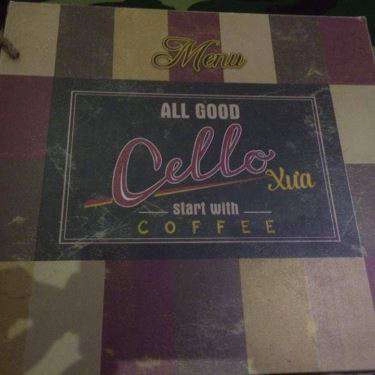 Menu
ALL GOOD
Cello
Xưa
start with
COFFEE